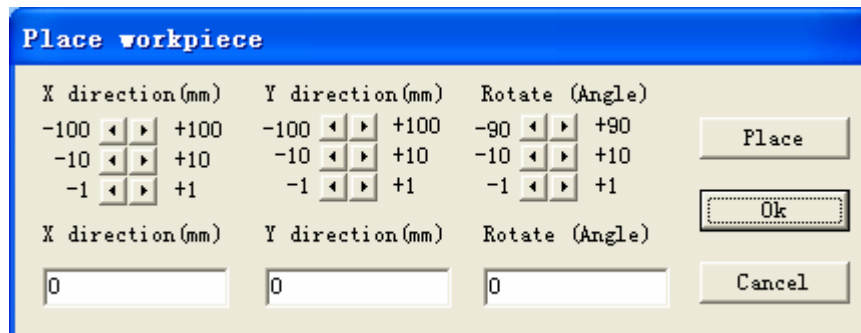 Place workpiece
X direction(mm) Y direction(mm) Rotate (Angle)
-100 +100 -100 +100 -90 +90 Place
-10 +10 -10 +10 -10 +10
-1 +1 -1 +1 -1 +1 Ok
X direction(mm) Y direction(mm) Rotate (Angle)
0 0 0 Cancel